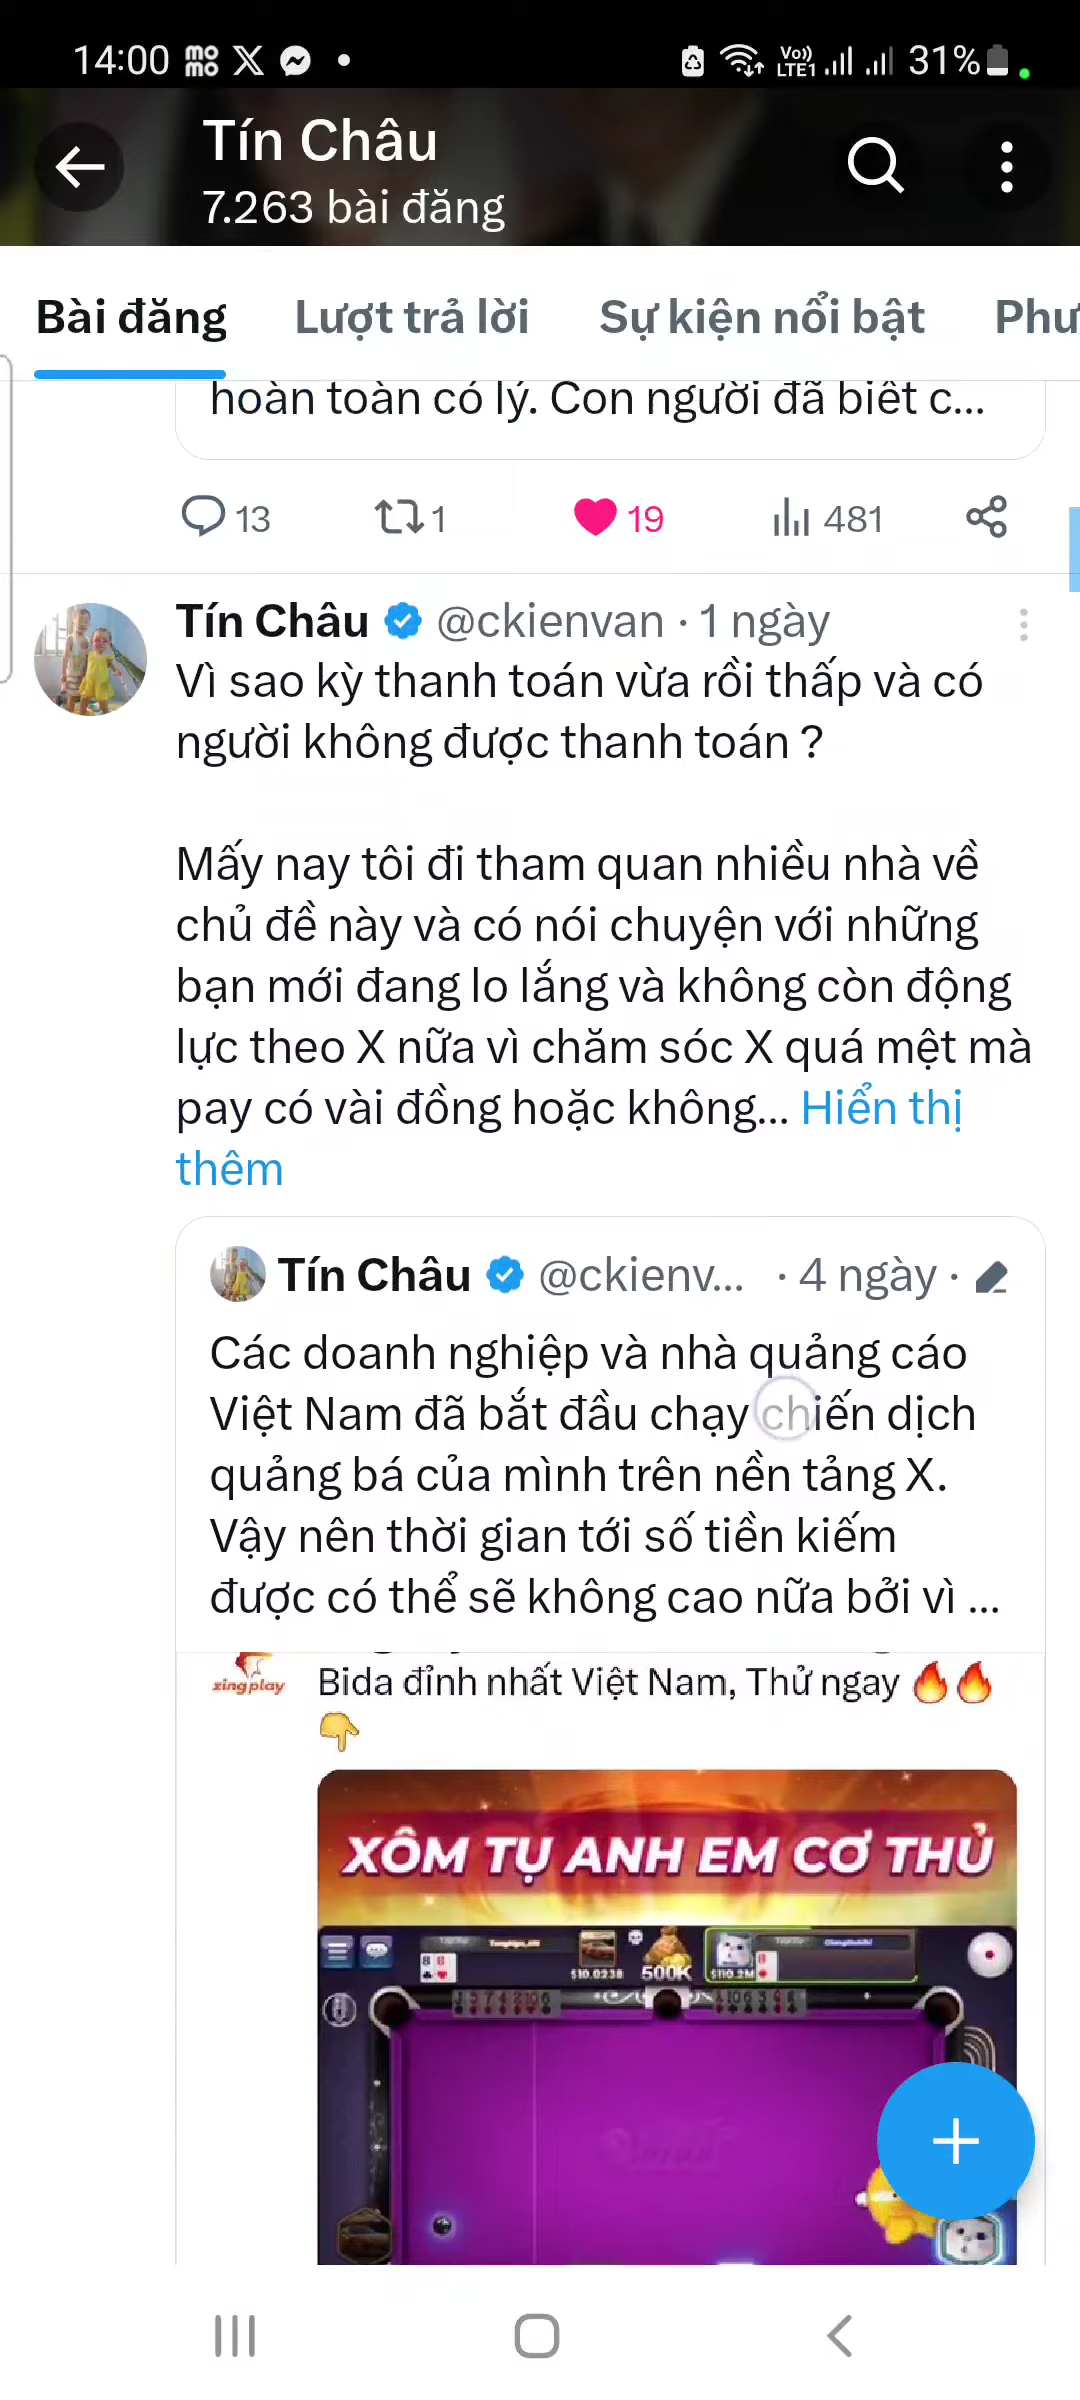 14:00
Vo))
LTE1
31%
Tín Châu
7.263 bài đăng
Bài đăng
Lượt trả lời
Sự kiện nổi bật
Phư
hoàn toàn có lý. Con người đã biết c...
13
1
19
481
Tín Châu @ckienvan · 1 ngày
Vì sao kỳ thanh toán vừa rồi thấp và có
người không được thanh toán ?
Mấy nay tôi đi tham quan nhiều nhà về
chủ đề này và có nói chuyện với những
bạn mới đang lo lắng và không còn động
lực theo X nữa vì chăm sóc X quá mệt mà
pay có vài đồng hoặc không... Hiển thị
thêm
Tín Châu @ckienv... · 4 ngày ·
Các doanh nghiệp và nhà quảng cáo
Việt Nam đã bắt đầu chạy chiến dịch
quảng bá của mình trên nền tảng X.
Vậy nên thời gian tới số tiền kiếm
được có thể sẽ không cao nữa bởi vì ...
zingplay
Bida đỉnh nhất Việt Nam, Thử ngay 🔥🔥
👇
XÔM TỤ ANH EM CƠ THỦ
500K
$110.2M